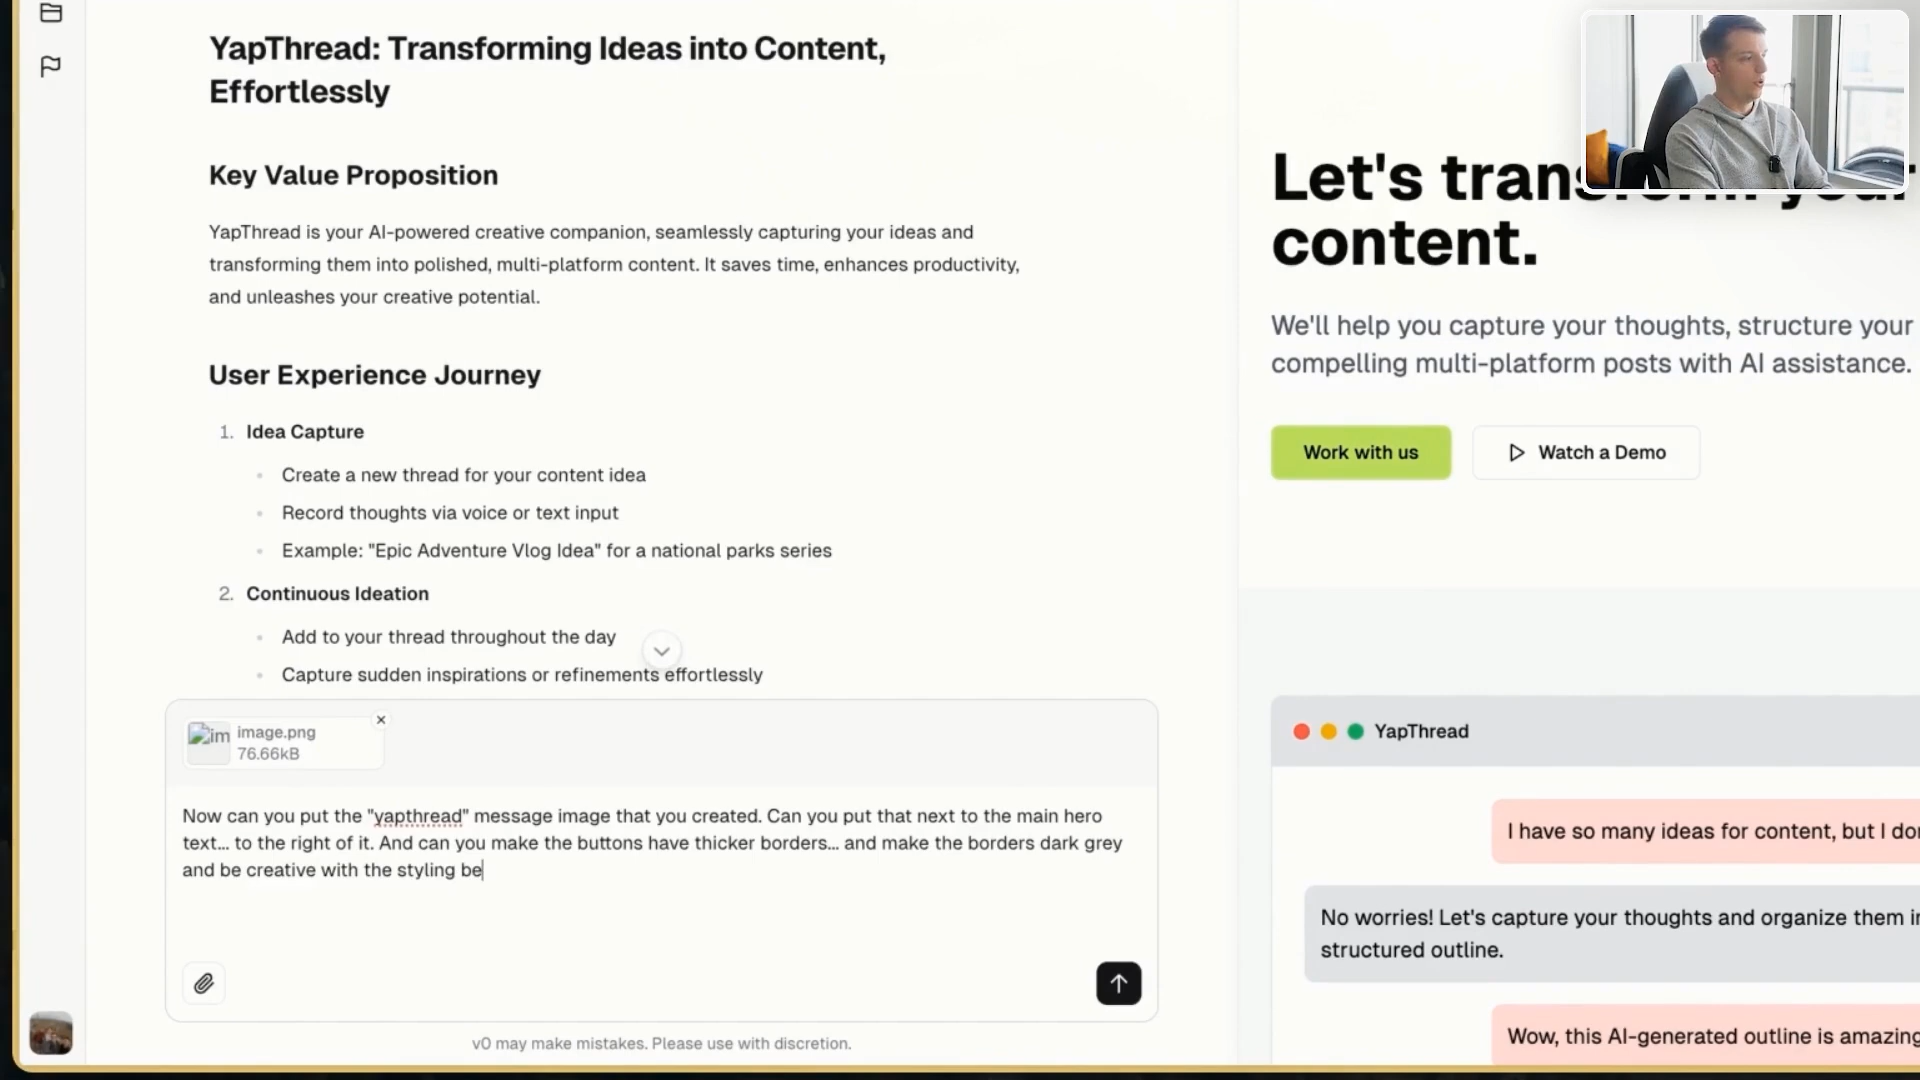 YapThread: Transforming Ideas into Content,
Effortlessly
Key Value Proposition
YapThread is your AI-powered creative companion, seamlessly capturing your ideas and
transforming them into polished, multi-platform content. It saves time, enhances productivity,
and unleashes your creative potential.
User Experience Journey
1. Idea Capture
Create a new thread for your content idea
Record thoughts via voice or text input
Example: "Epic Adventure Vlog Idea" for a national parks series
2. Continuous Ideation
Add to your thread throughout the day
Capture sudden inspirations or refinements effortlessly
im
image.png
76.66kB
Now can you put the "yapthread" message image that you created. Can you put that next to the main hero
text... to the right of it. And can you make the buttons have thicker borders... and make the borders dark grey
and be creative with the styling be
v0 may make mistakes. Please use with discretion.
Let's transform your
content.
We'll help you capture your thoughts, structure your
compelling multi-platform posts with AI assistance.
Work with us
Watch a Demo
YapThread
I have so many ideas for content, but I
No worries! Let's capture your thoughts and organize them
structured outline.
Wow, this AI-generated outline is amazing